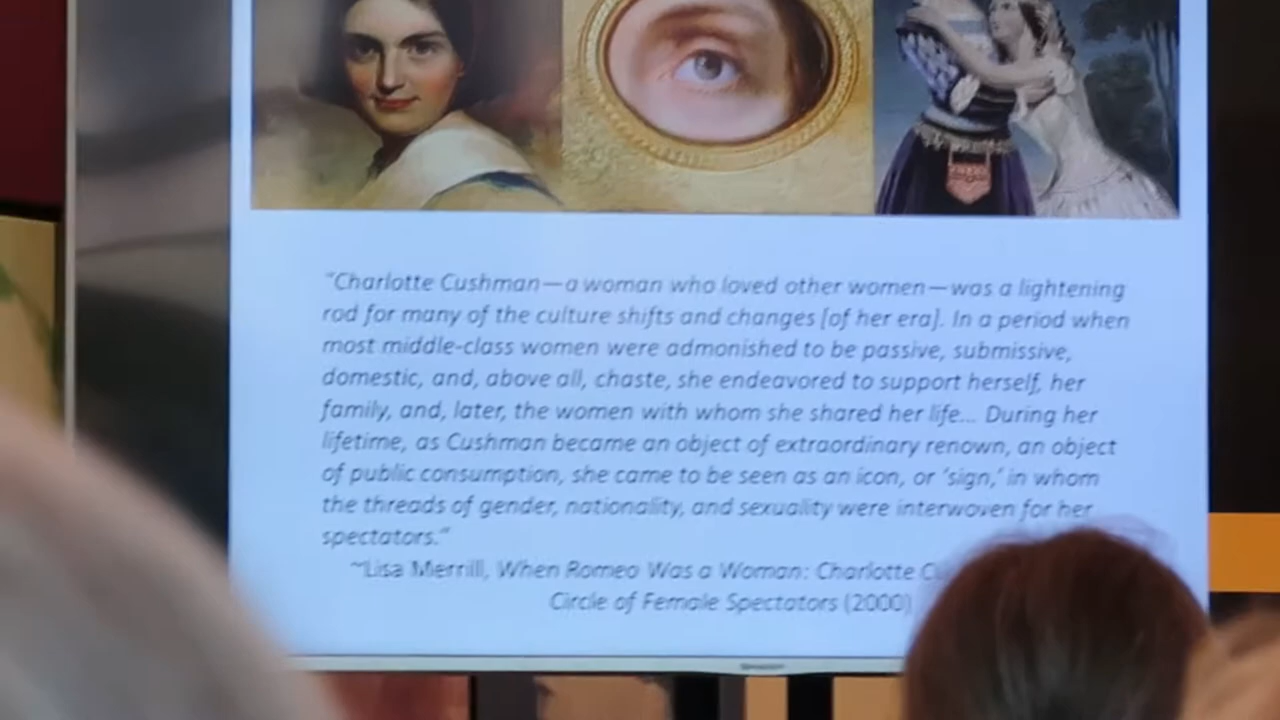 "Charlotte Cushman—a woman who loved other women—was a lightening
rod for many of the culture shifts and changes [of her era]. In a period when
most middle-class women were admonished to be passive, submissive,
domestic, and, above all, chaste, she endeavored to support herself, her
family, and, later, the women with whom she shared her life... During her
lifetime, as Cushman became an object of extraordinary renown, an object
of public consumption, she came to be seen as an icon, or 'sign,' in whom
the threads of gender, nationality, and sexuality were interwoven for her
spectators."
~Lisa Merrill, When Romeo Was a Woman: Charlotte
Circle of Female Spectators (2000)